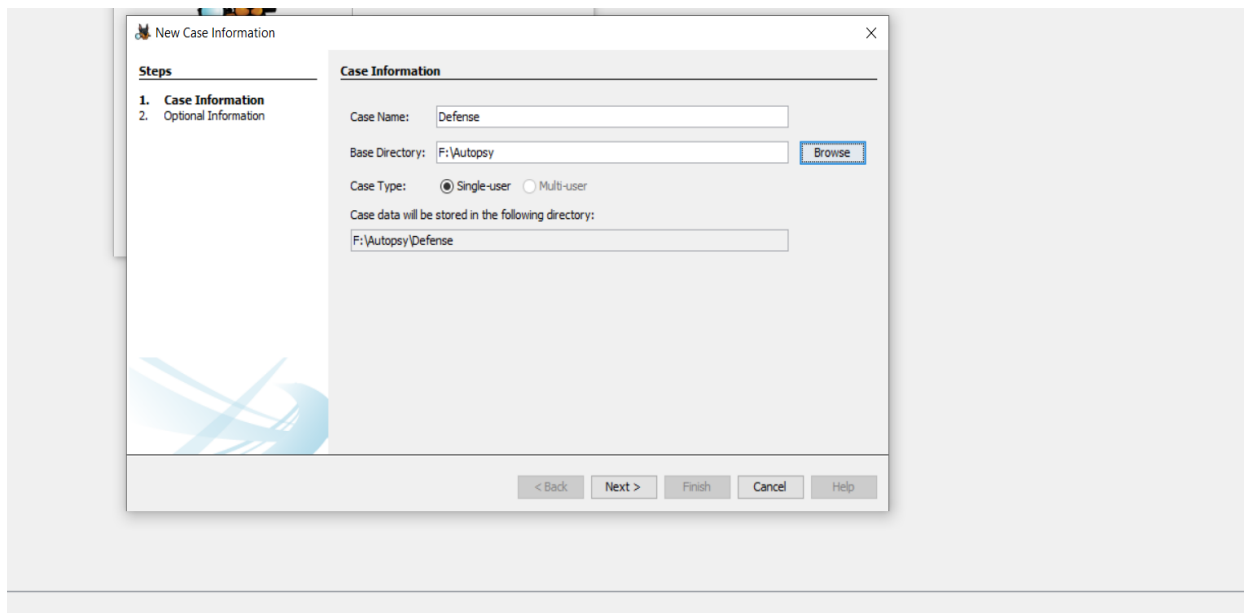 New Case Information
Steps
1. Case Information
2. Optional Information
Case Information
Case Name: Defense
Base Directory: F:\Autopsy Browse
Case Type: Single-user Multi-user
Case data will be stored in the following directory:
F:\Autopsy\Defense
< Back Next > Finish Cancel Help